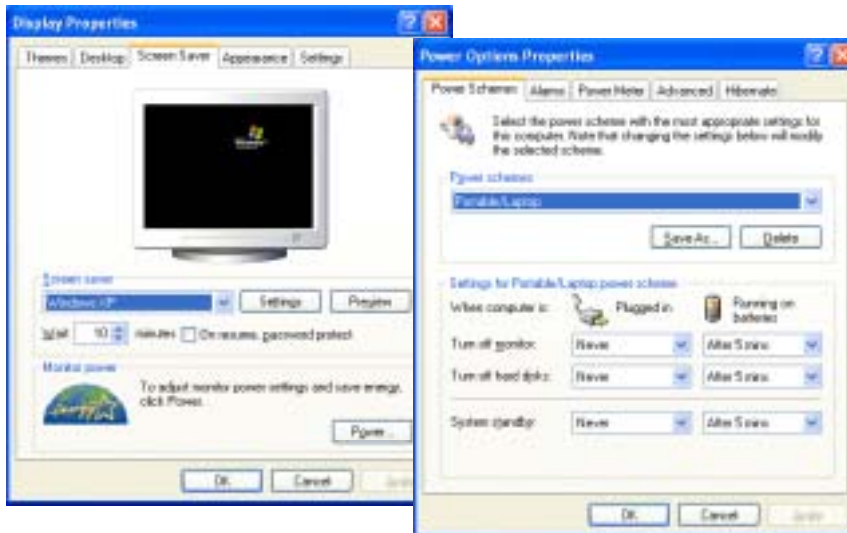 Display Properties
Themes Desktop Screen Saver Appearance Settings
Screen saver
Windows XP Settings Preview
Wait 10 minutes On resume, password protect
Monitor power
To adjust monitor power settings and save energy,
click Power.
Power...
OK Cancel Apply
Power Options Properties
Power Schemes Alarms Power Meter Advanced Hibernate
Select the power scheme with the most appropriate settings for
this computer. Note that changing the settings below will modify
the selected scheme.
Power schemes
Portable/Laptop
Save As... Delete
Settings for Portable/Laptop power scheme
When computer is: Plugged in Running on
batteries
Turn off monitor: Never After 5 mins
Turn off hard disks: Never After 5 mins
System standby: Never After 5 mins
OK Cancel Apply